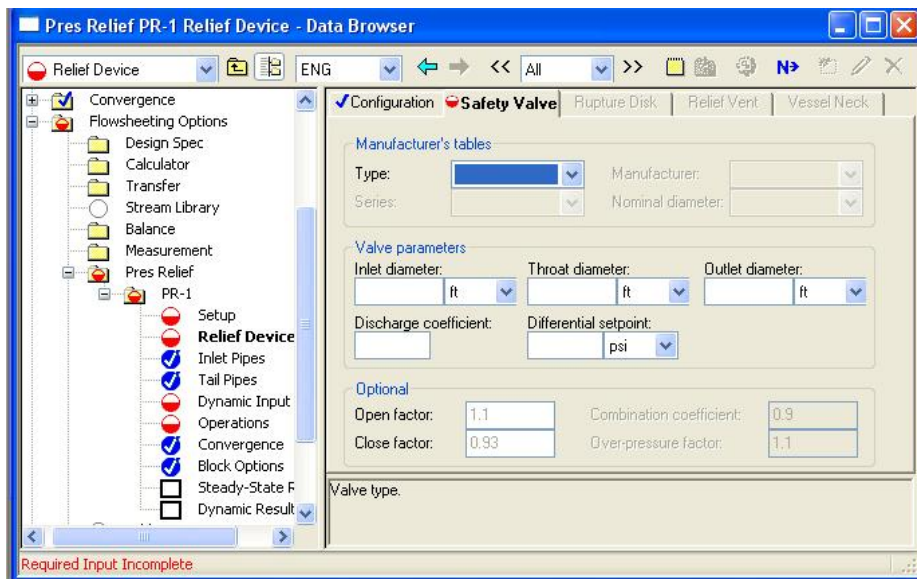 Pres Relief PR-1 Relief Device - Data Browser
Relief Device ENG << All >> N
Convergence
Flowsheeting Options
Design Spec
Calculator
Transfer
Stream Library
Balance
Measurement
Pres Relief
PR-1
Setup
Relief Device
Inlet Pipes
Tail Pipes
Dynamic Input
Operations
Convergence
Block Options
Steady-State R
Dynamic Result
Configuration Safety Valve Rupture Disk Relief Vent Vessel Neck
Manufacturer's tables
Type: Manufacturer:
Series: Nominal diameter:
Valve parameters
Inlet diameter: Throat diameter: Outlet diameter:
ft ft ft
Discharge coefficient: Differential setpoint:
psi
Optional
Open factor: 1.1 Combination coefficient: 0.9
Close factor: 0.93 Over-pressure factor: 1.1
Valve type.
Required Input Incomplete